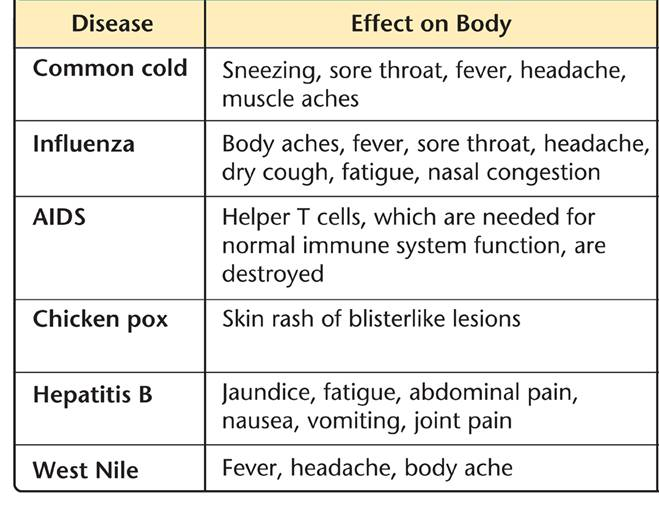 Disease
Effect on Body
Common cold
Sneezing, sore throat, fever, headache,
muscle aches
Influenza
Body aches, fever, sore throat, headache,
dry cough, fatigue, nasal congestion
AIDS
Helper T cells, which are needed for
normal immune system function, are
destroyed
Chicken pox
Skin rash of blisterlike lesions
Hepatitis B
Jaundice, fatigue, abdominal pain,
nausea, vomiting, joint pain
West Nile
Fever, headache, body ache